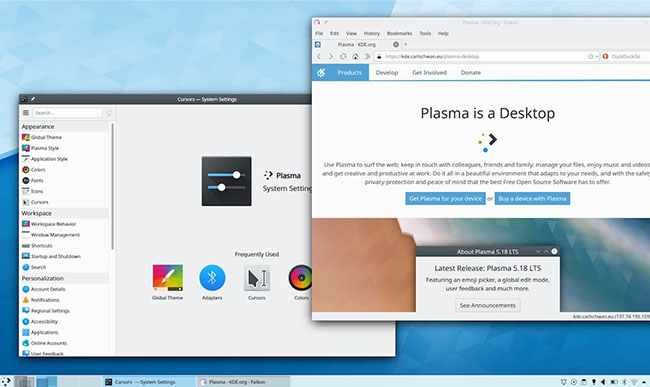 Plasma - KDE.org — Falkon
File Edit View History Bookmarks Tools Help
Plasma - KDE.org
https://kde.carlschwan.eu/plasma-desktop
DuckDuckGo
Products Develop Get Involved Donate
Plasma is a Desktop
Use Plasma to surf the web; keep in touch with colleagues, friends and family; manage your files, enjoy music and videos
and get creative and productive at work. Do it all in a beautiful environment that adapts to your needs, and with the safety
privacy-protection and peace of mind that the best Free Open Source Software has to offer.
Get Plasma for your device or Buy a device with Plasma
About Plasma 5.18 LTS
Latest Release: Plasma 5.18 LTS
Featuring an emoji picker, a global edit mode,
user feedback and much more.
See Announcements
kde.carlschwan.eu (137.74.195.159
Cursors — System Settings
Search...
Appearance
Global Theme
Plasma Style
Application Style
Colors
Fonts
Icons
Cursors
Workspace
Workspace Behavior
Window Management
Shortcuts
Startup and Shutdown
Search
Personalization
Account Details
Notifications
Regional Settings
Accessibility
Applications
Online Accounts
User Feedback
Plasma
System Setting
Frequently Used
Global Theme
Adapters
Cursors
Colors
Cursors — System Settings
Plasma - KDE.org - Falkon